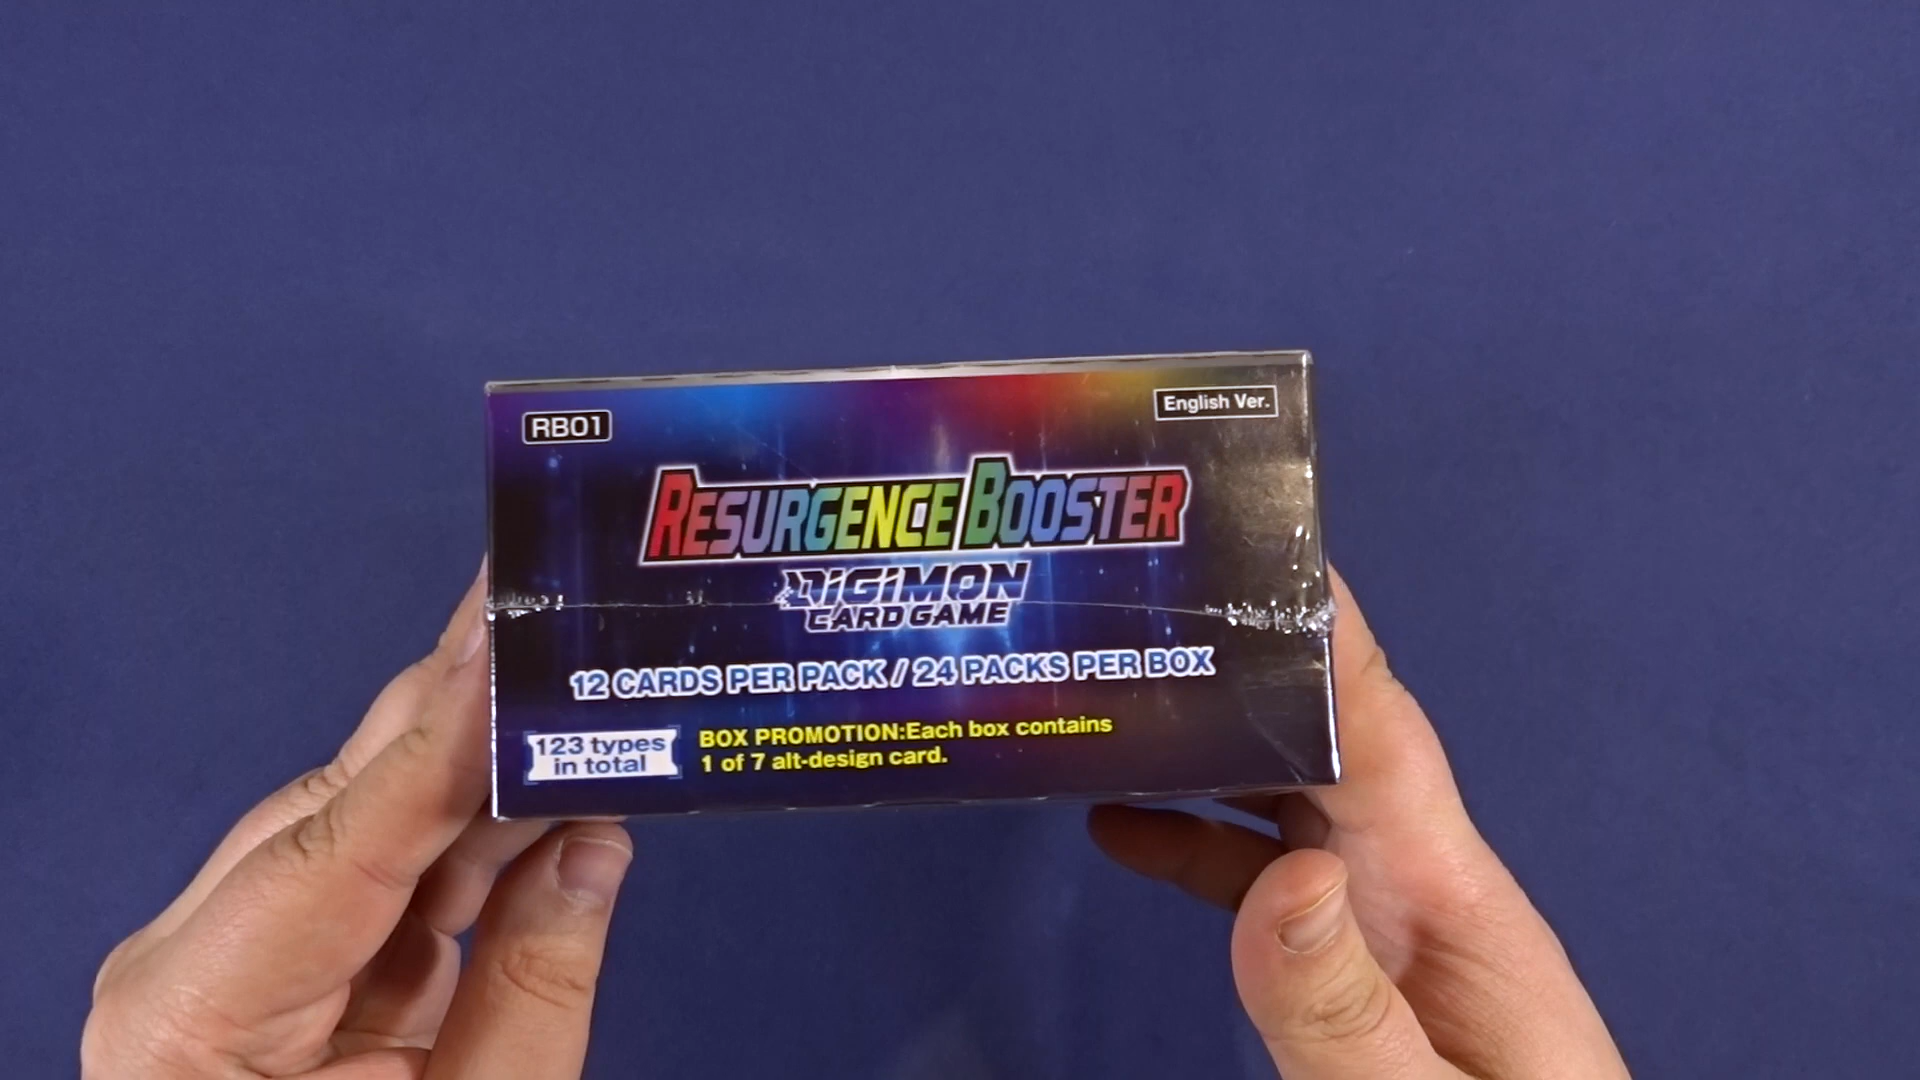 RB01
English Ver.
RESURGENCE BOOSTER
DIGIMON
CARD GAME
12 CARDS PER PACK / 24 PACKS PER BOX
123 types
in total
BOX PROMOTION:Each box contains
1 of 7 alt-design card.